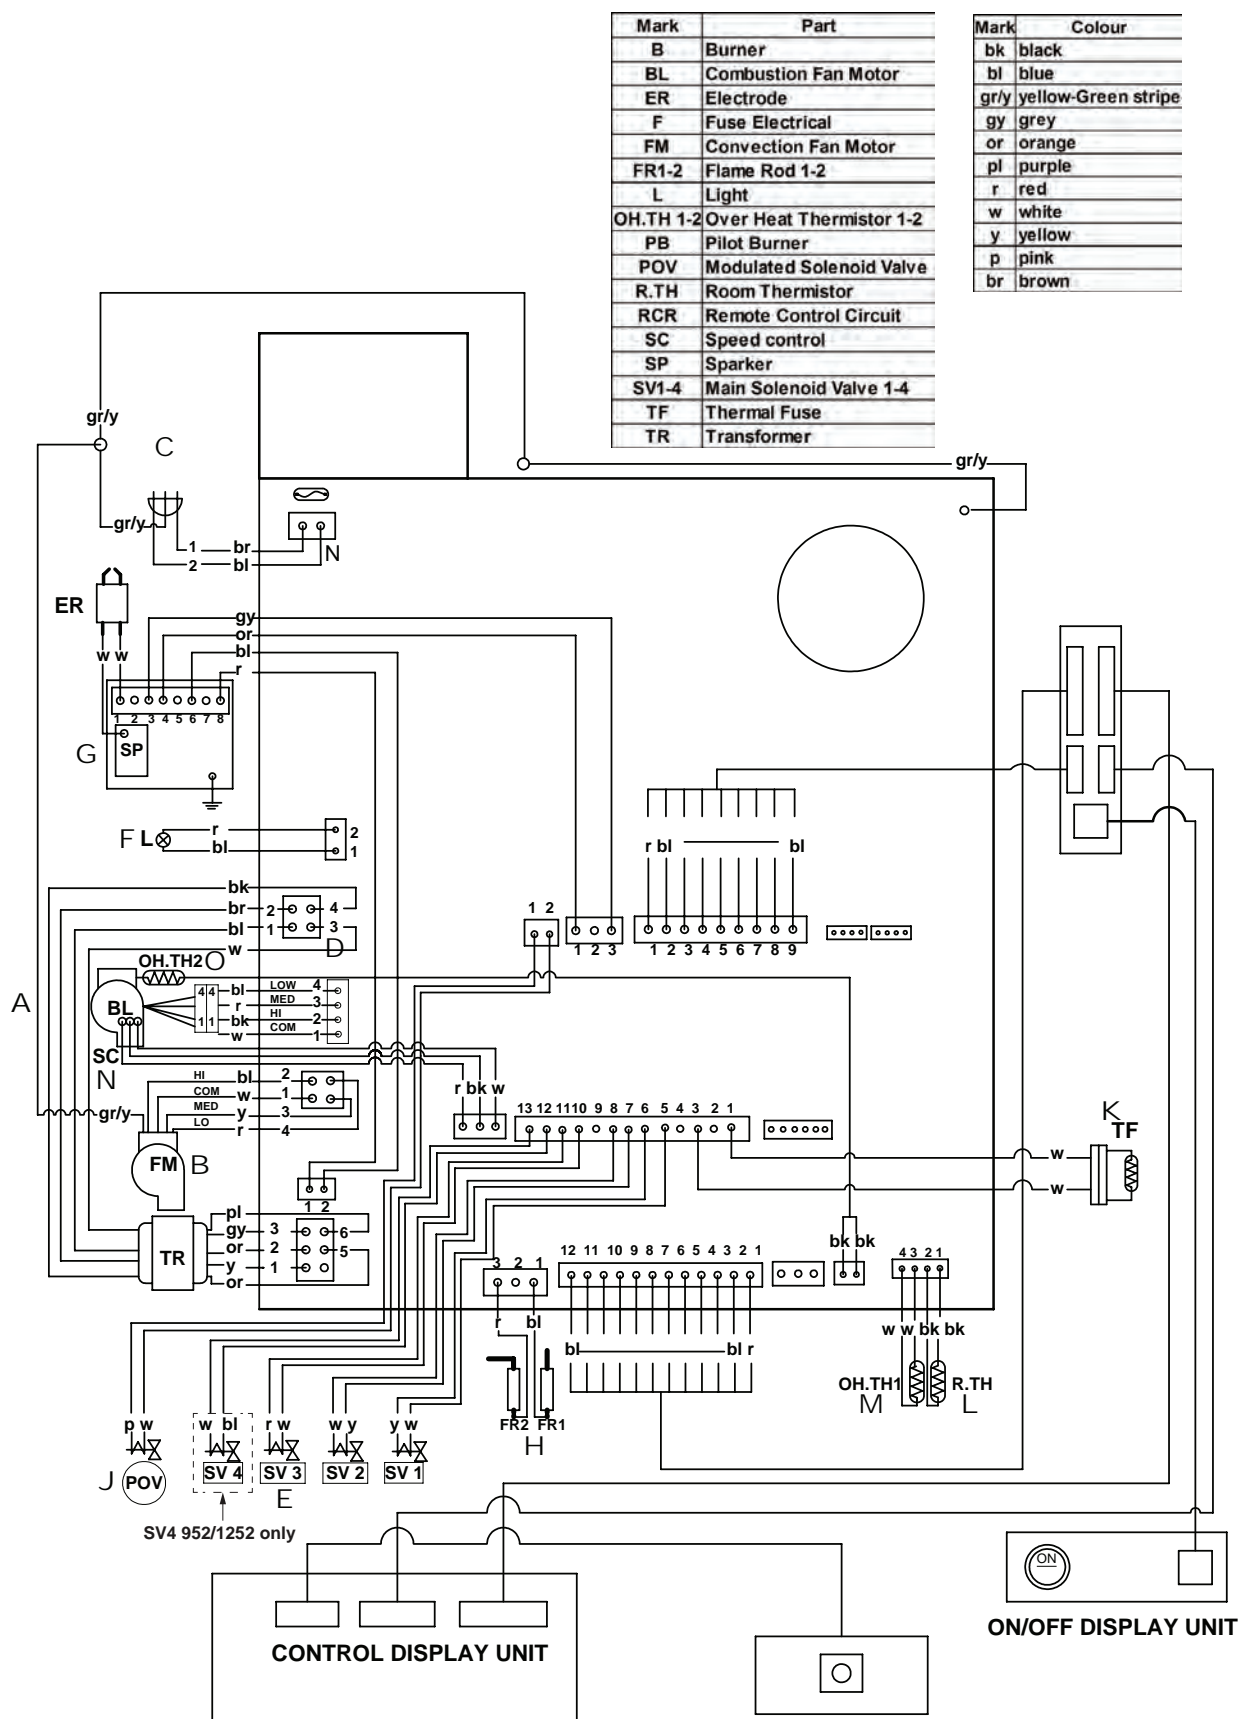 Mark Part
B Burner
BL Combustion Fan Motor
ER Electrode
F Fuse Electrical
FM Convection Fan Motor
FR1-2 Flame Rod 1-2
L Light
OH.TH 1-2 Over Heat Thermistor 1-2
PB Pilot Burner
POV Modulated Solenoid Valve
R.TH Room Thermistor
RCR Remote Control Circuit
SC Speed control
SP Sparker
SV1-4 Main Solenoid Valve 1-4
TF Thermal Fuse
TR Transformer
Mark Colour
bk black
bl blue
gr/y yellow-Green stripe
gy grey
or orange
pl purple
r red
w white
y yellow
p pink
br brown
gr/y
C
gr/y
gr/y
1 br N
2 bl
ER
gy
or
bl
r
w w
1 2 3 4 5 6 7 8
G SP
F L r 2
bl 1
r bl bl
bk
br 2 4
bl 1 3
w D
1 2
1 2 3
1 2 3 4 5 6 7 8 9
OH.TH2 O
A
BL
4 4 bl LOW 4
r MED 3
1 1 bk HI 2
w COM 1
SC
N
HI bl 2
COM w 1
MED y 3
LO r 4
gr/y
FM B
r bk w
13 12 11 10 9 8 7 6 5 4 3 2 1
K
TF
w
w
1 2
TR
pl
gy 3 6
or 2 5
y 1
or
3 2 1
12 11 10 9 8 7 6 5 4 3 2 1
bk bk
4 3 2 1
r bl
bl bl r
w w bk bk
OH.TH1 R.TH
M L
FR2 FR1
H
p w
w bl
r w
w y
y w
J POV
SV 4
SV 3
SV 2
SV 1
E
SV4 952/1252 only
ON
ON/OFF DISPLAY UNIT
CONTROL DISPLAY UNIT